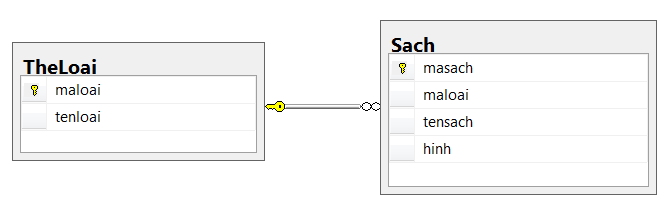 TheLoai
maloai
tenloai
Sach
masach
maloai
tensach
hinh